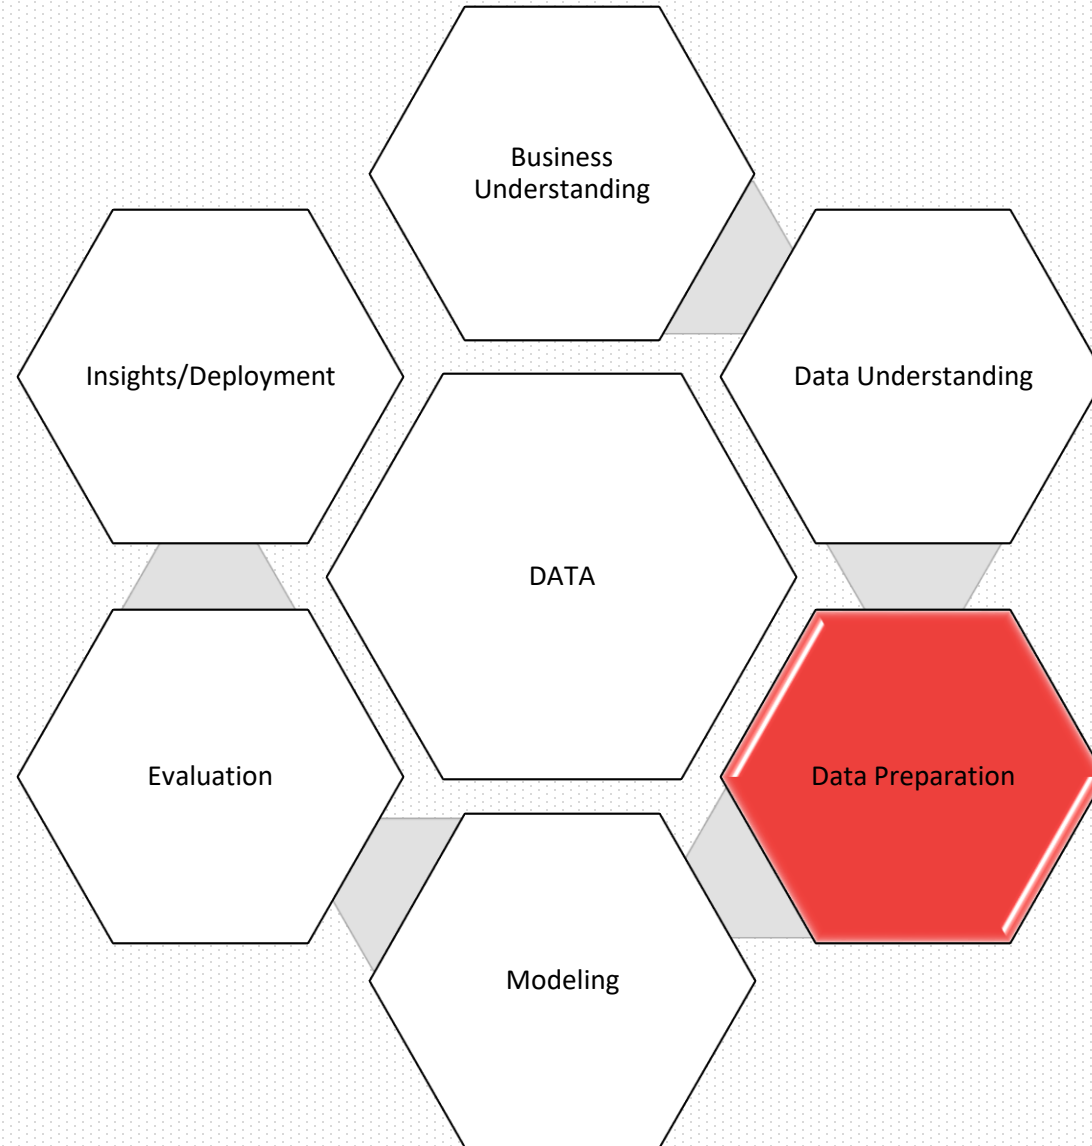 Business
Understanding
Insights/Deployment
Data Understanding
DATA
Evaluation
Data Preparation
Modeling